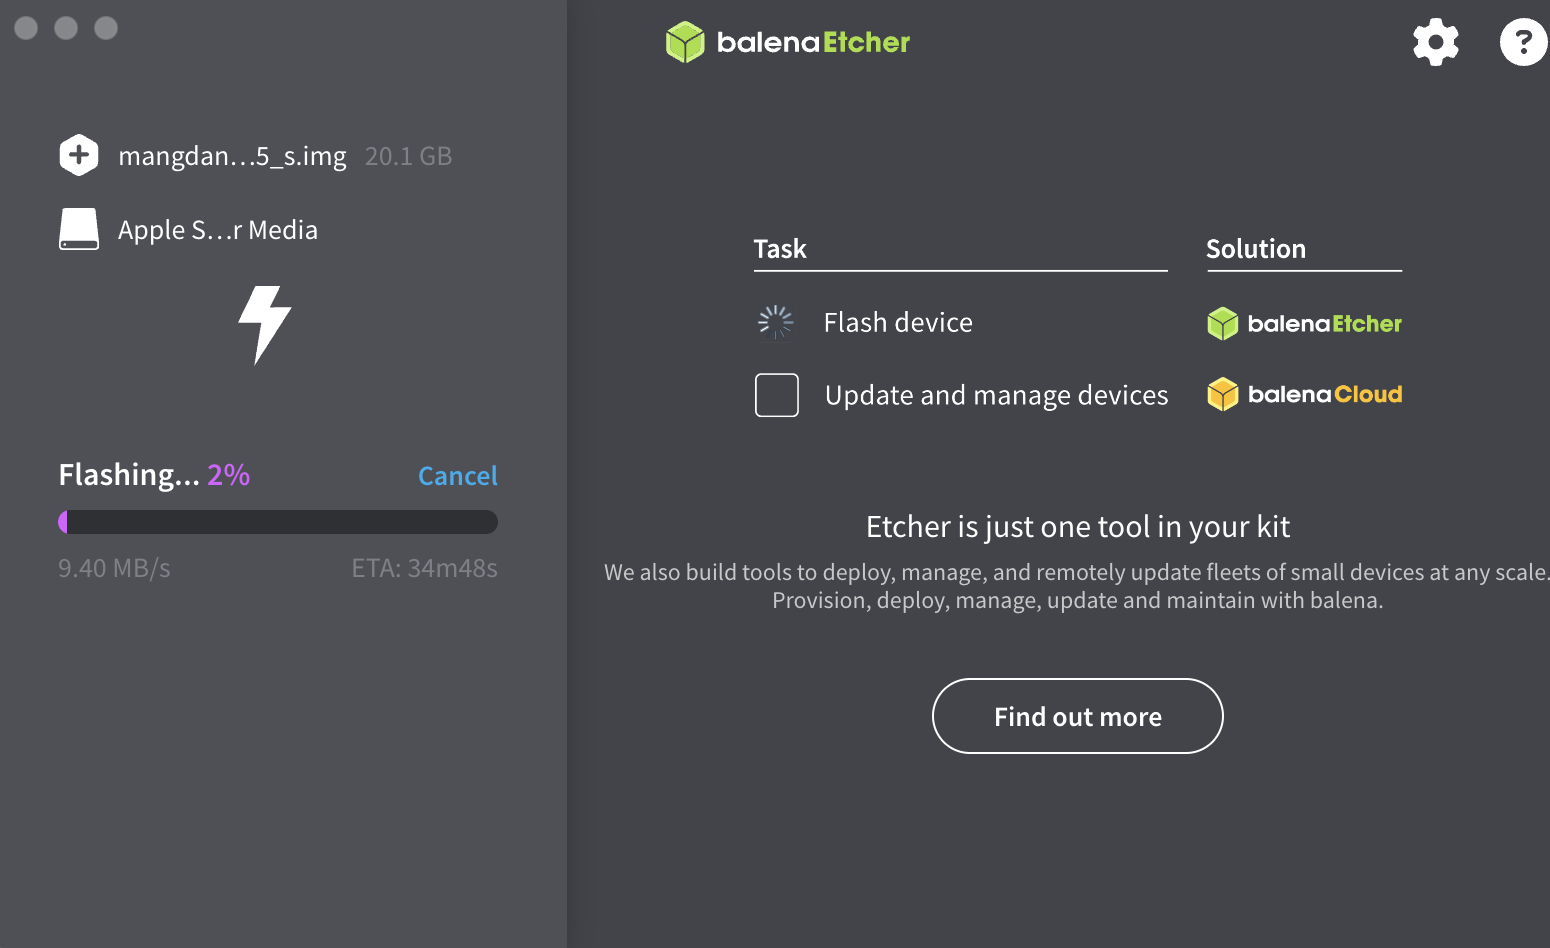 balenaEtcher
?
mangdan...5_s.img 20.1 GB
Apple S...r Media
Flashing... 2% Cancel
9.40 MB/s ETA: 34m48s
Task Solution
Flash device balenaEtcher
Update and manage devices balenaCloud
Etcher is just one tool in your kit
We also build tools to deploy, manage, and remotely update fleets of small devices at any scale.
Provision, deploy, manage, update and maintain with balena.
Find out more